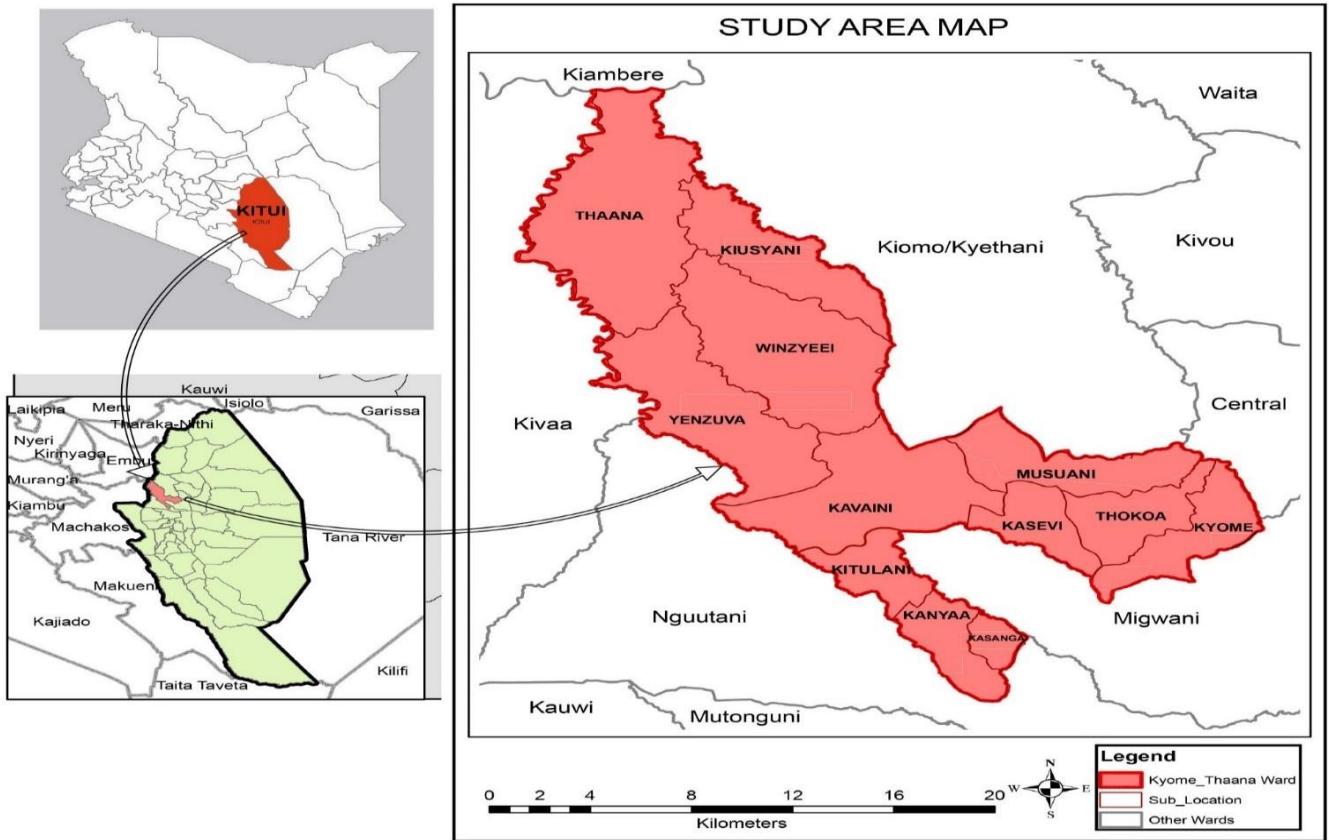 STUDY AREA MAP
KITUI
Kitui
Kiambere
Waita
THAANA
KIUSYANI
Kiomo/Kyethani
Kivou
WINZYEEI
Kivaa
YENZUVA
Central
MUSUANI
KAVAINI
KASEVI
THOKOA
KYOME
KITULANI
KANYAA
KASANGA
Nguutani
Migwani
Kauwi
Mutonguni
Kauwi
Isiolo
Meru
Laikipia
Garissa
Tharaka-Nithi
Nyeri
Kirinyaga
Embu
Murang'a
Kiambu
Machakos
Tana River
Makueni
Kajiado
Kilifi
Taita Taveta
0 2 4 8 12 16 20
Kilometers
N
W E
S
Legend
Kyome_Thaana Ward
Sub_Location
Other Wards